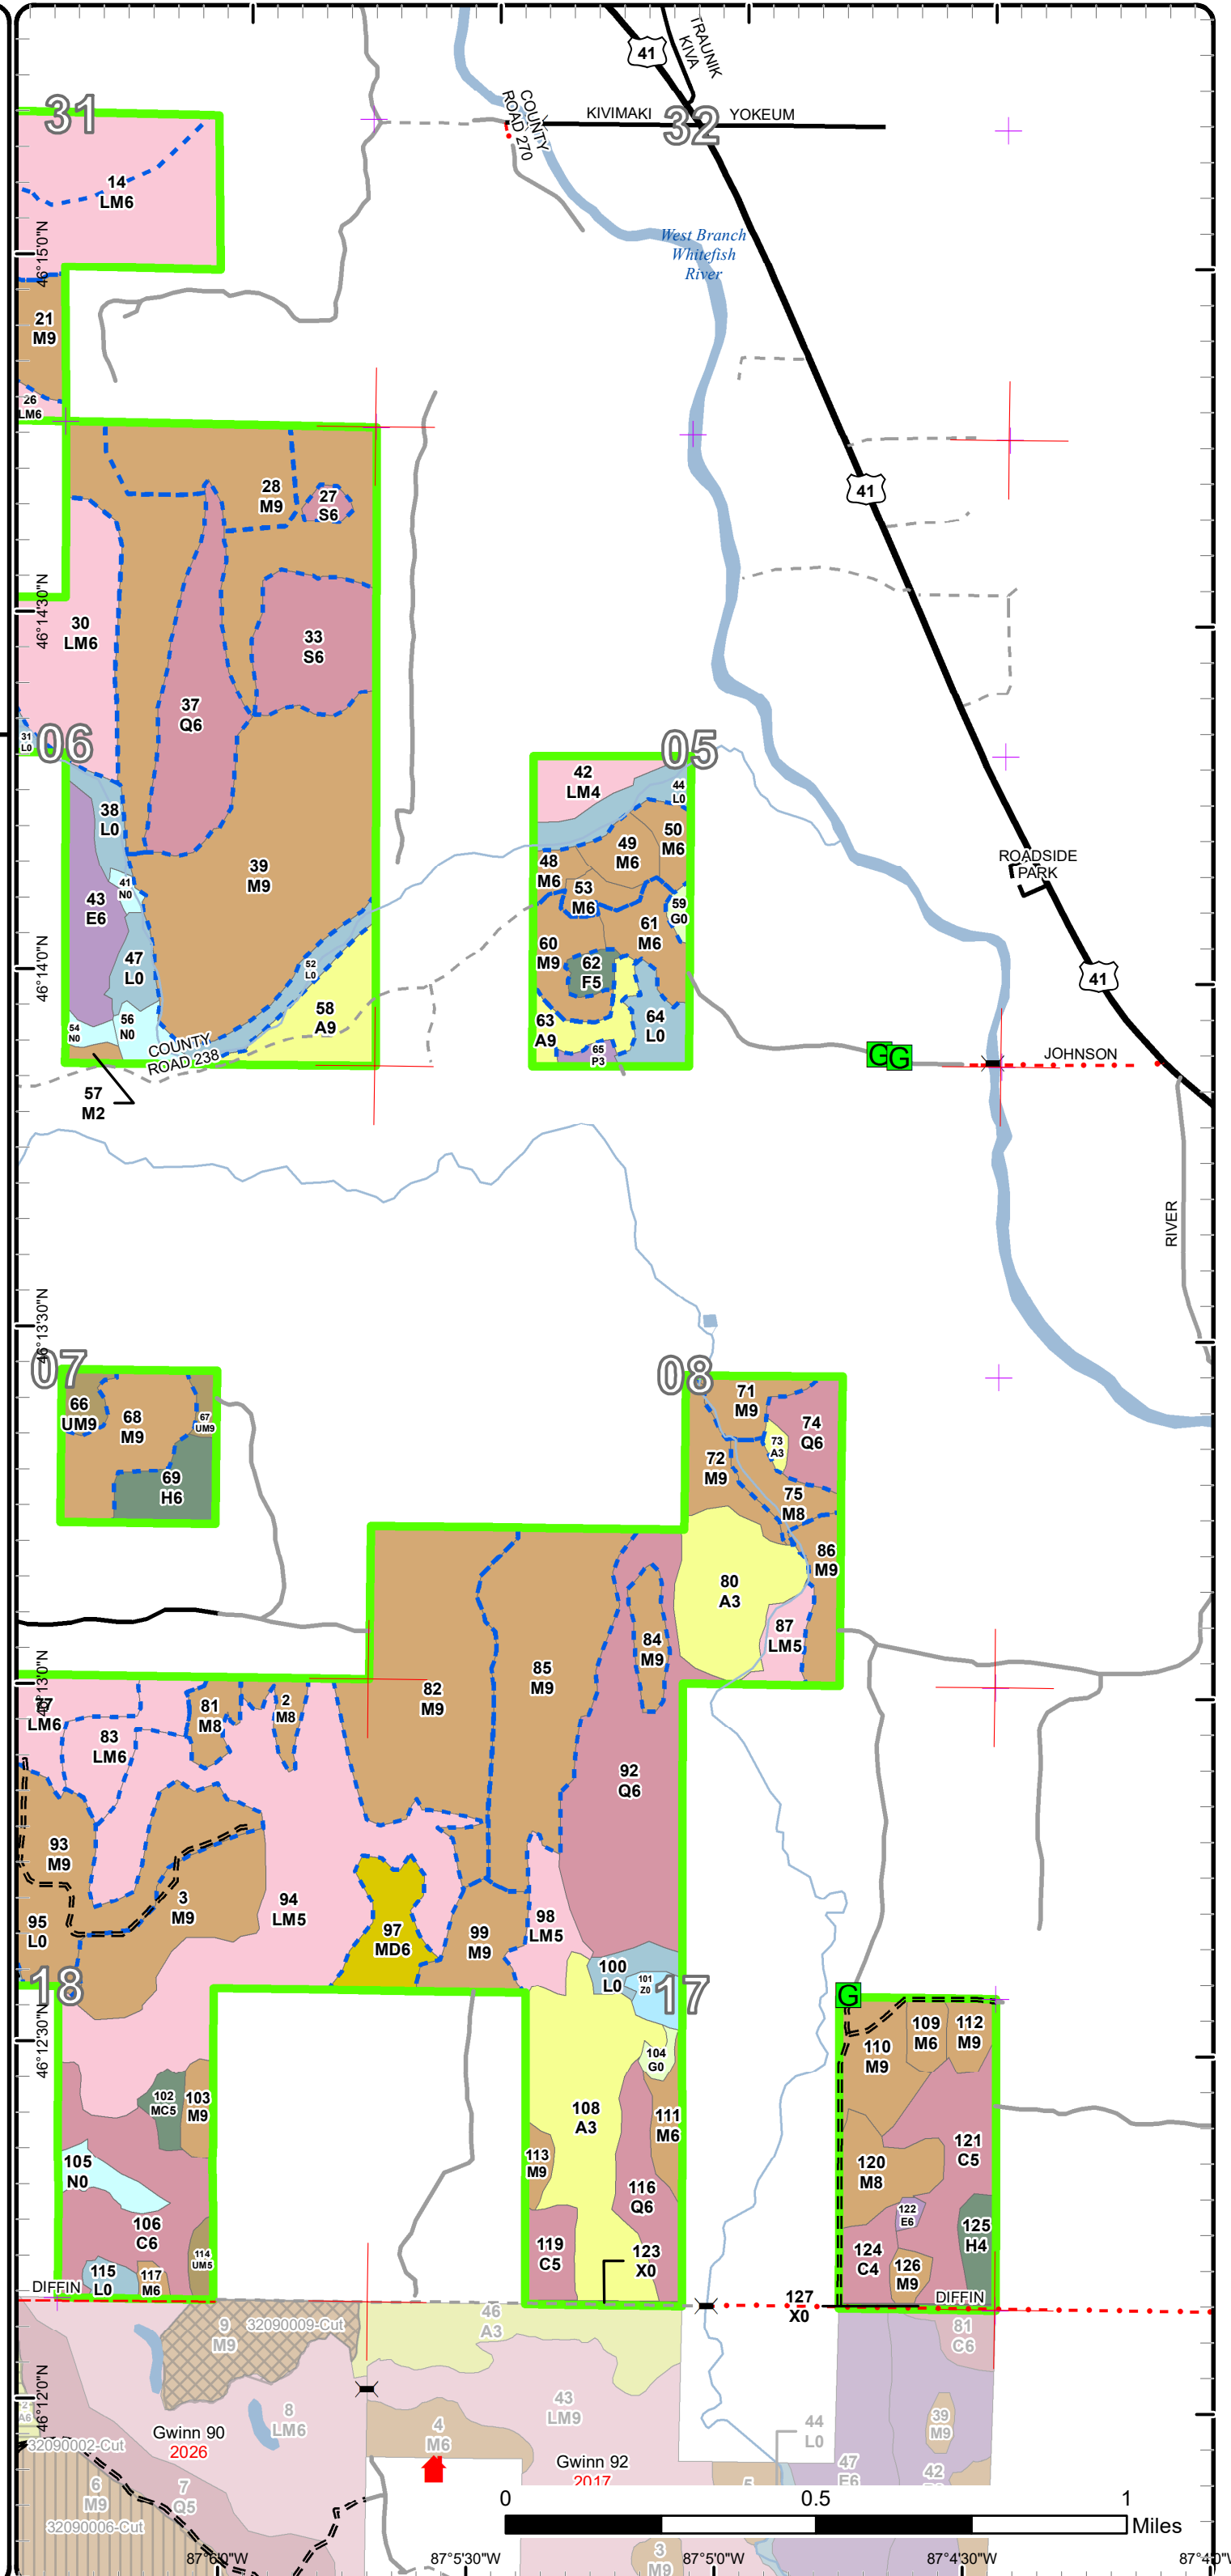 41
TRAUNIK
KIVA
31
COUNTY
ROAD 270
KIVIMAKI
32
YOKEUM
14
LM6
West Branch
Whitefish
River
46°15'0"N
21
M9
26
LM6
28
M9
27
S6
41
46°14'30"N
30
LM6
33
S6
37
Q6
31
L0
06
05
42
LM4
44
L0
38
L0
50
M6
49
M6
48
M6
ROADSIDE
PARK
39
M9
41
N0
43
E6
53
M6
59
G0
61
M6
60
M9
47
L0
52
L0
62
F5
46°14'0"N
41
58
A9
56
N0
54
N0
63
A9
64
L0
65
P3
COUNTY
ROAD 238
G
G
JOHNSON
57
M2
RIVER
46°13'30"N
07
08
66
UM9
68
M9
67
UM9
71
M9
74
Q6
73
A3
72
M9
69
H6
75
M8
86
M9
80
A3
87
LM5
84
M9
85
M9
82
M9
46°13'0"N
LM6
81
M8
2
M8
83
LM6
92
Q6
93
M9
3
M9
94
LM5
95
L0
97
MD6
99
M9
98
LM5
100
L0
101
Z0
18
17
G
46°12'30"N
109
M6
112
M9
110
M9
104
G0
102
MC5
103
M9
108
A3
111
M6
113
M9
105
N0
121
C5
120
M8
116
Q6
106
C6
122
E6
125
H4
114
UM5
119
C5
123
X0
124
C4
126
M9
115
L0
117
M6
DIFFIN
127
X0
DIFFIN
9
M9
32090009-Cut
46
A3
81
C6
46°12'0"N
A6
8
LM6
43
LM9
39
M9
4
M6
44
L0
32090002-Cut
Gwinn 90
2026
Gwinn 92
2017
47
E6
42
5
6
M9
7
Q5
32090006-Cut
0
0.5
1
Miles
3
M9
87°6'0"W
87°5'30"W
87°5'0"W
87°4'30"W